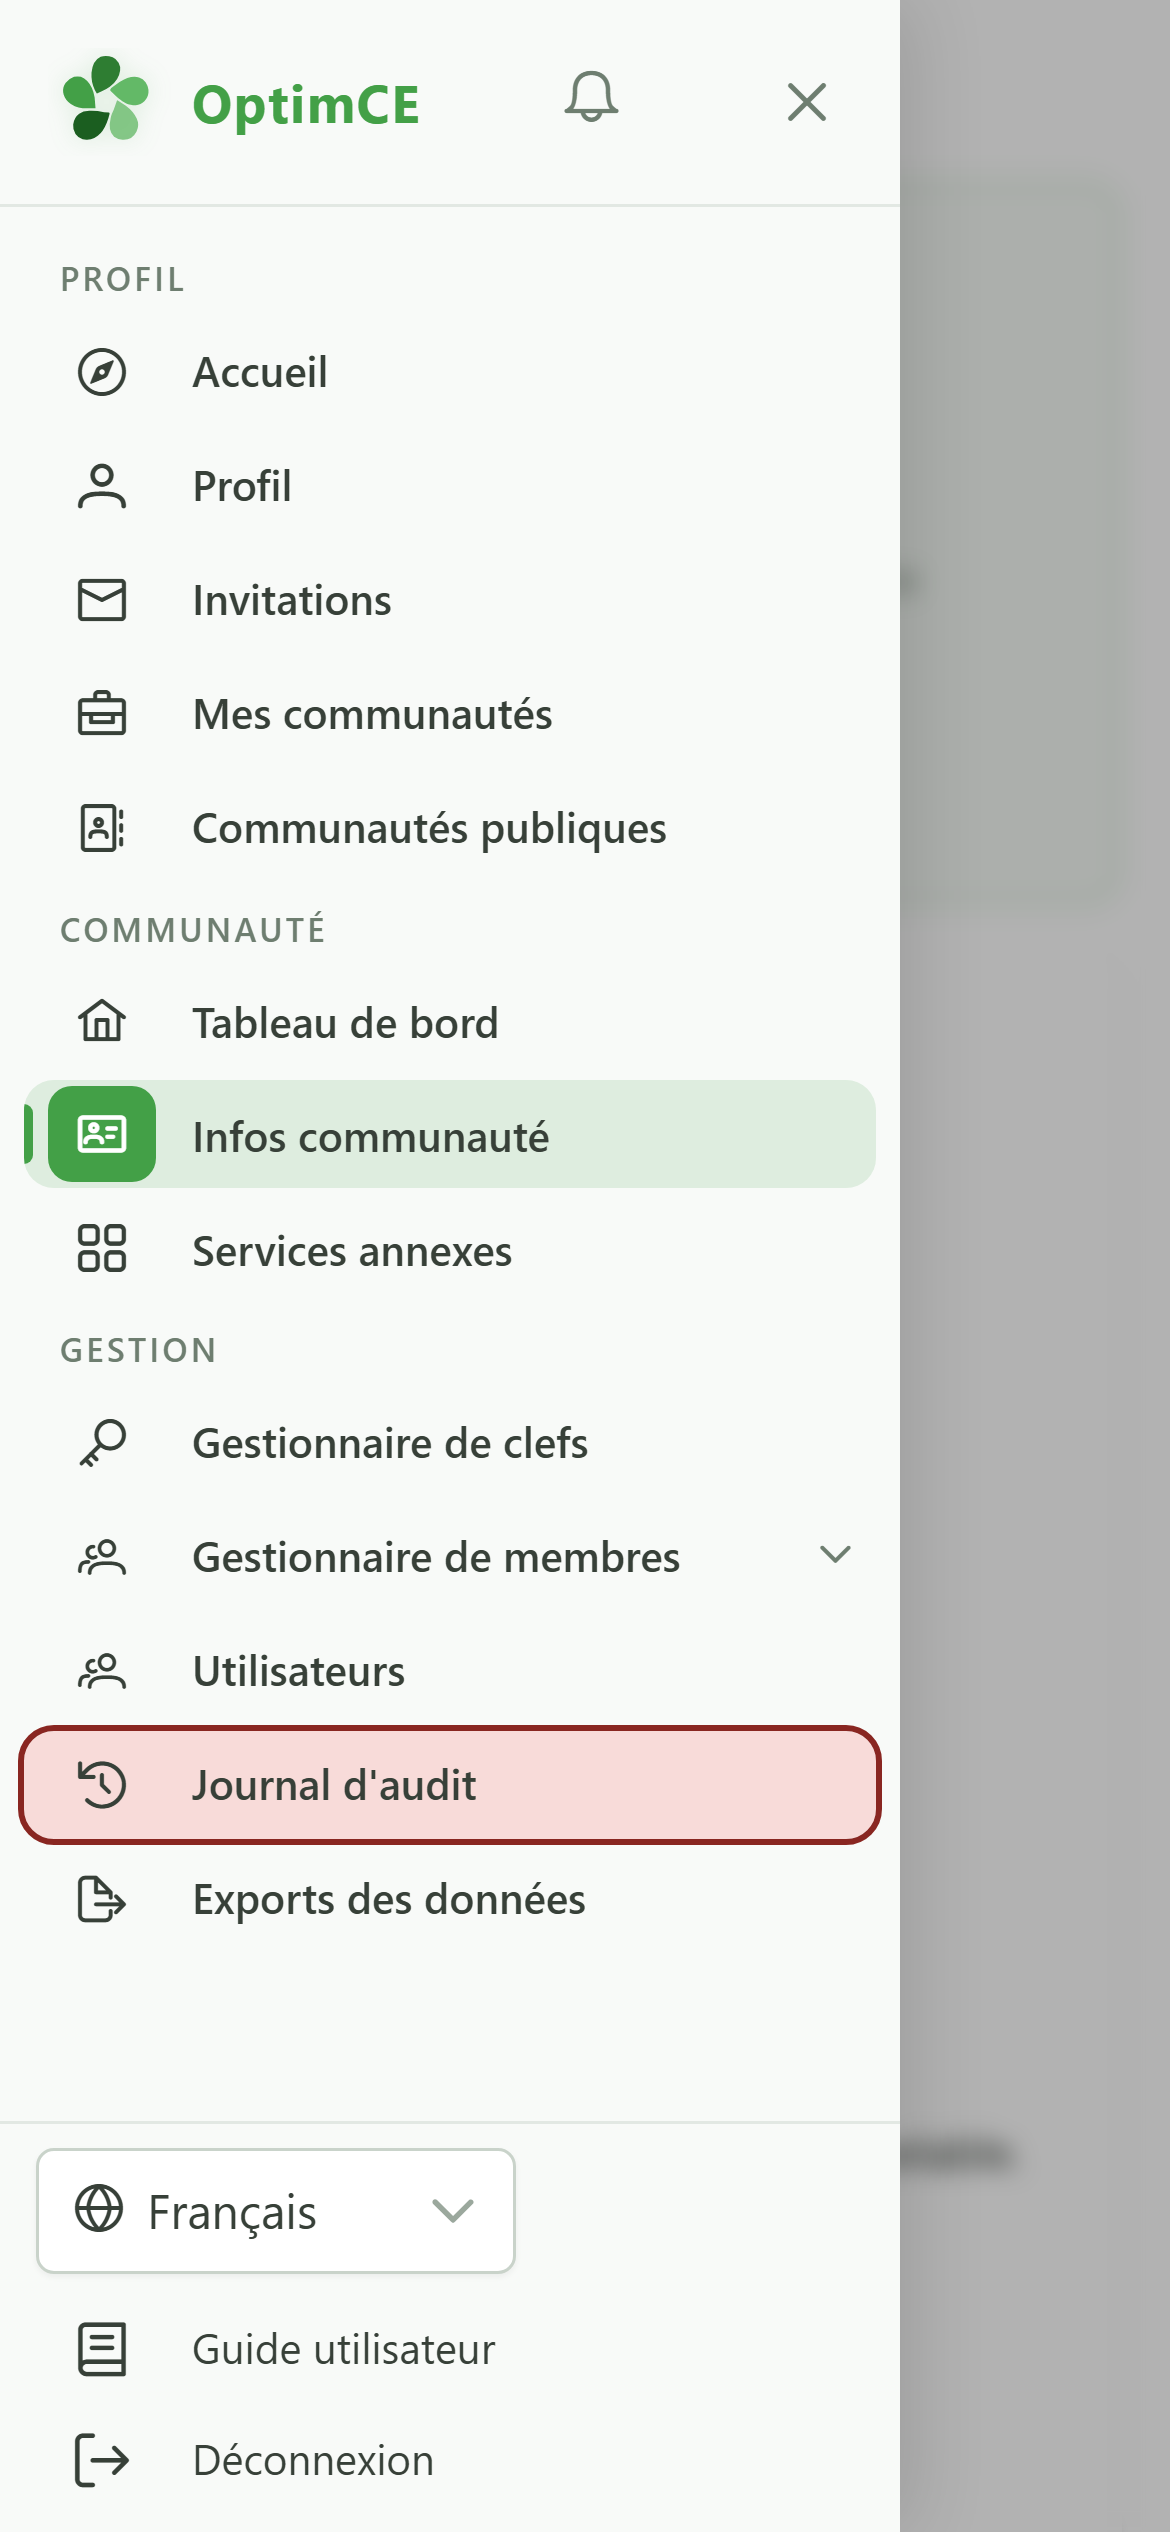 OptimCE
PROFIL
Accueil
Profil
Invitations
Mes communautés
Communautés publiques
COMMUNAUTÉ
Tableau de bord
Infos communauté
Services annexes
GESTION
Gestionnaire de clefs
Gestionnaire de membres
Utilisateurs
Journal d'audit
Exports des données
Français
Guide utilisateur
Déconnexion